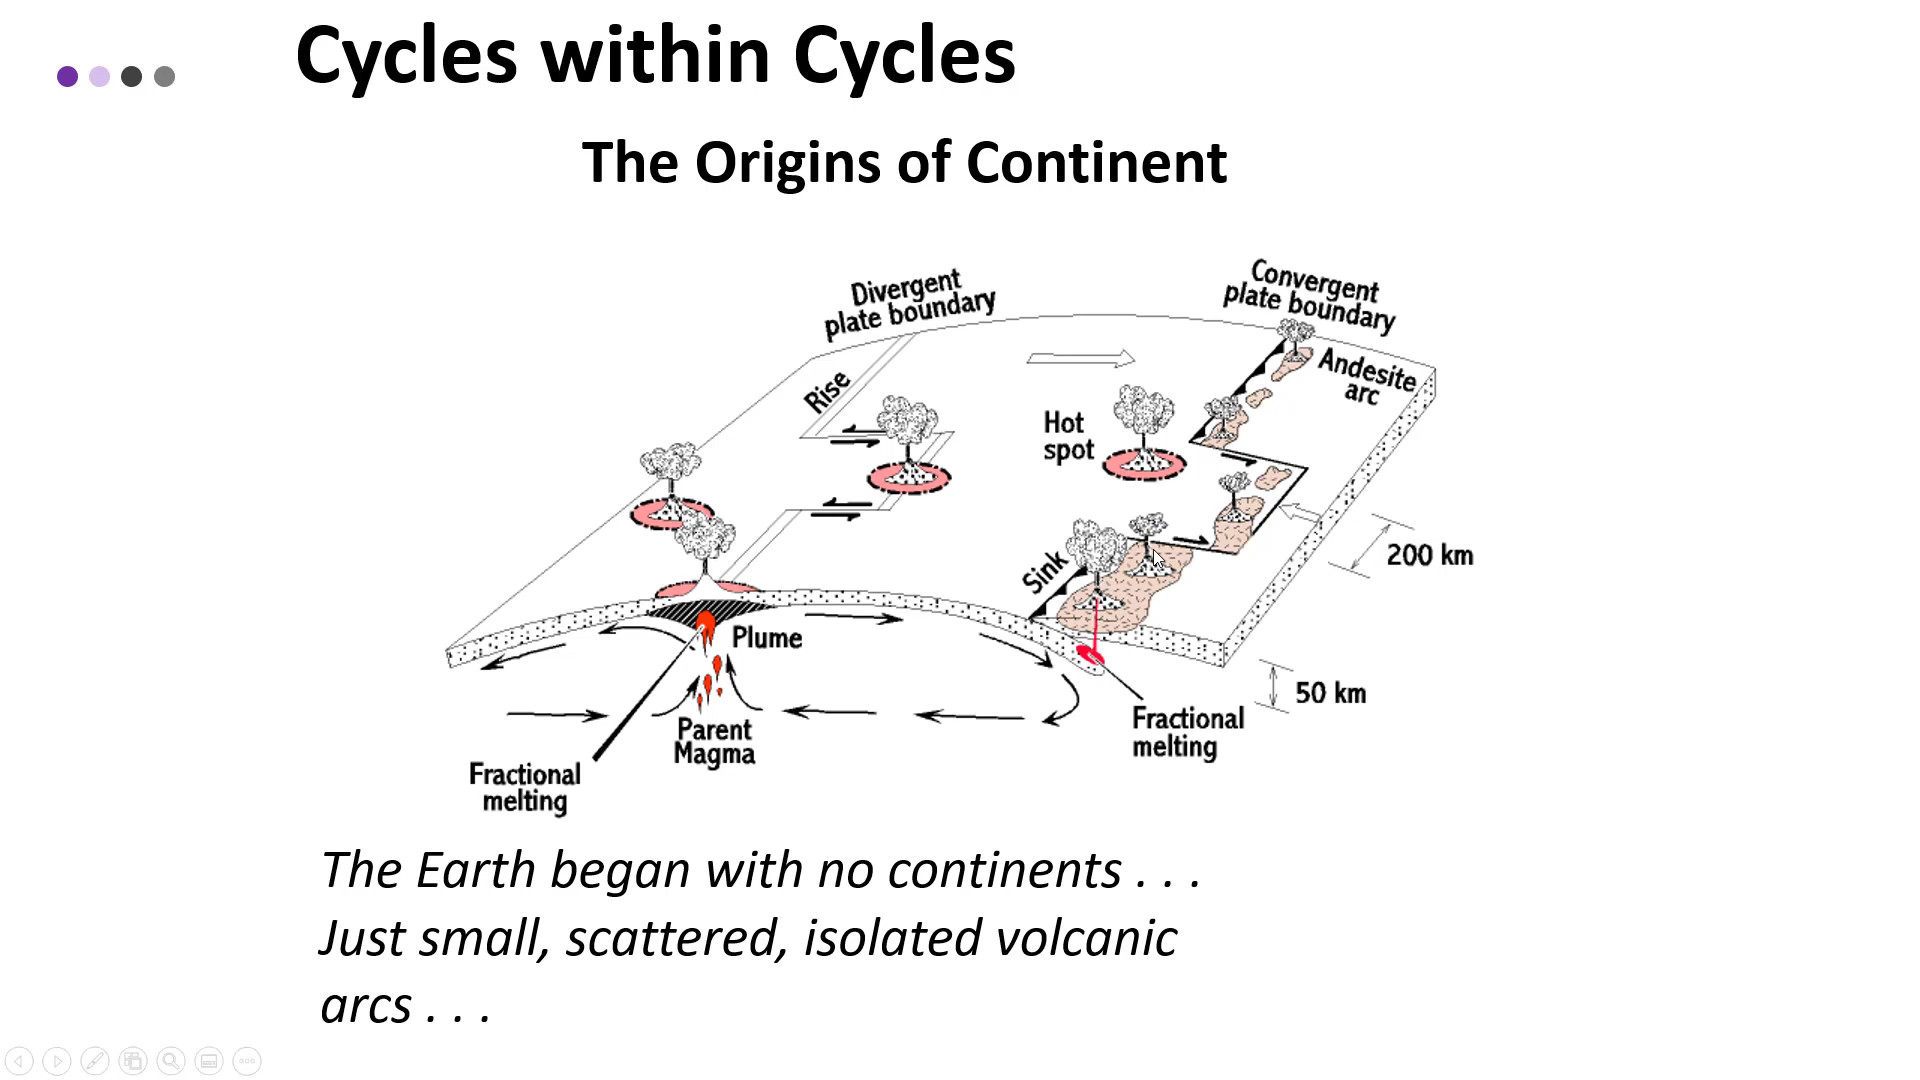 Cycles within Cycles
The Origins of Continent
Divergent
plate boundary
Convergent
plate boundary
Rise
Andesite
arc
Hot
spot
Sink
200 km
Plume
50 km
Parent
Magma
Fractional
melting
Fractional
melting
The Earth began with no continents . . .
Just small, scattered, isolated volcanic
arcs . . .